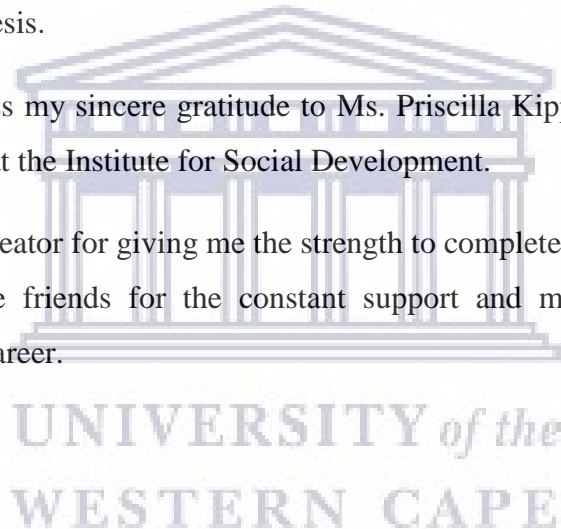 esis.
s my sincere gratitude to Ms. Priscilla Kipp
t the Institute for Social Development.
eator for giving me the strength to complete
e friends for the constant support and m
areer.
UNIVERSITY of the
WESTERN CAPE